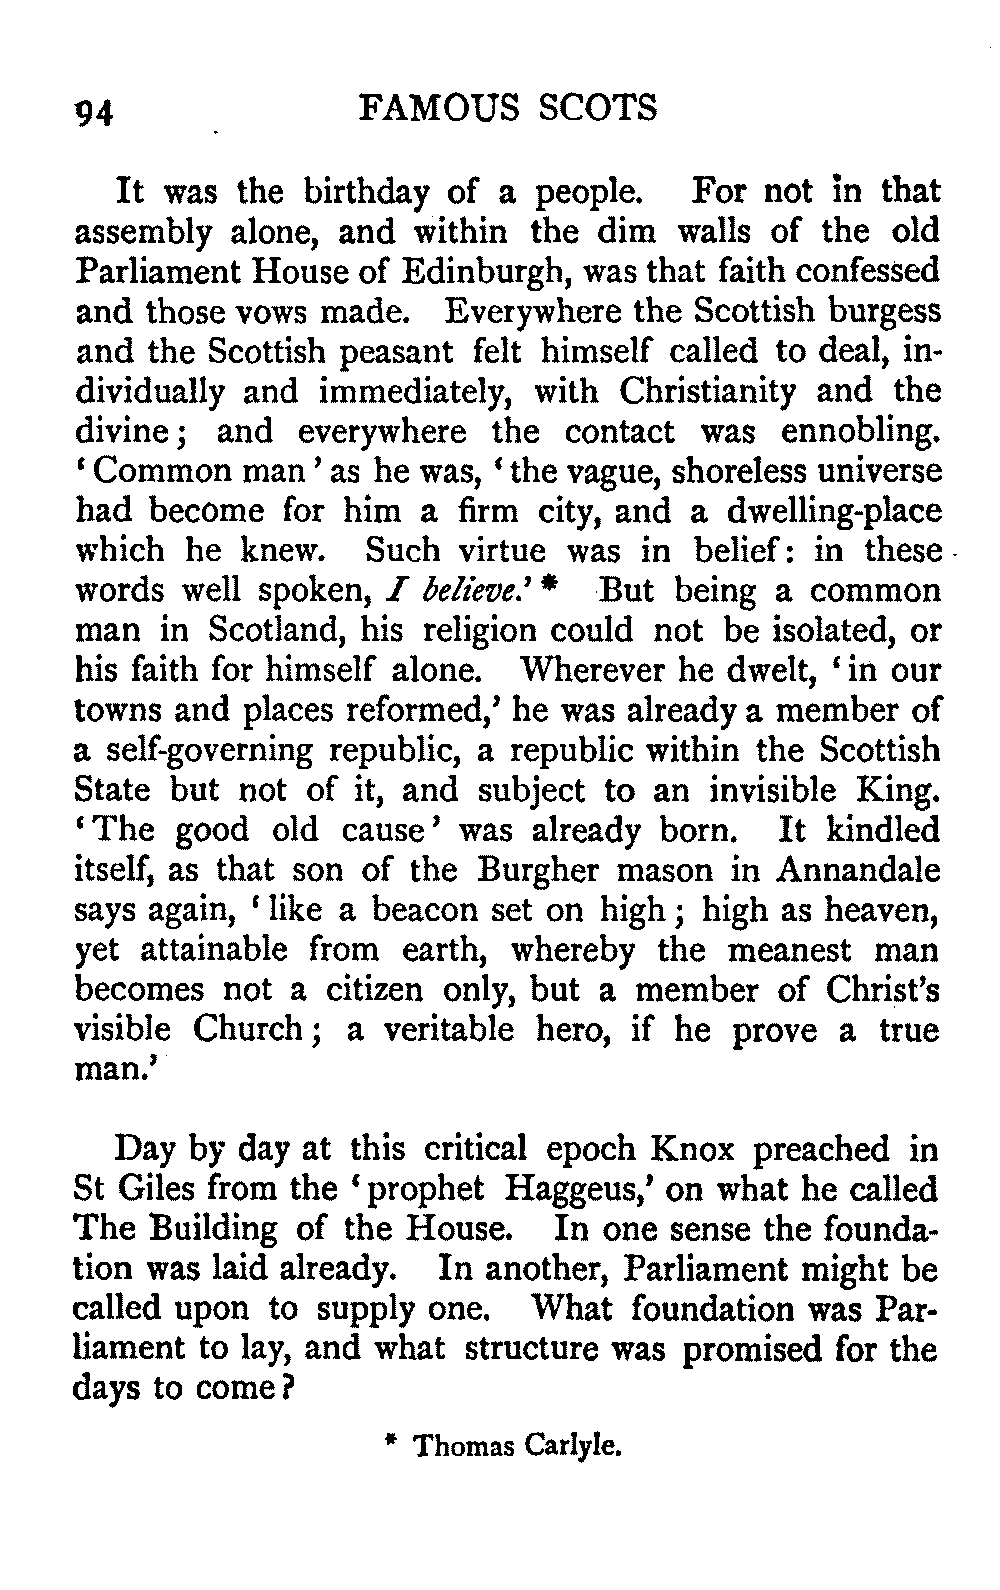 94 FAMOUS SCOTS
It was the birthday of a people. For not in that
assembly alone, and within the dim walls of the old
Parliament House of Edinburgh, was that faith confessed
and those vows made. Everywhere the Scottish burgess
and the Scottish peasant felt himself called to deal, in-
dividually and immediately, with Christianity and the
divine; and everywhere the contact was ennobling.
‘Common man’ as he was, ‘the vague, shoreless universe
had become for him a firm city, and a dwelling-place
which he knew. Such virtue was in belief: in these
words well spoken, I believe.’* But being a common
man in Scotland, his religion could not be isolated, or
his faith for himself alone. Wherever he dwelt, ‘in our
towns and places reformed,’ he was already a member of
a self-governing republic, a republic within the Scottish
State but not of it, and subject to an invisible King.
‘The good old cause’ was already born. It kindled
itself, as that son of the Burgher mason in Annandale
says again, ‘like a beacon set on high; high as heaven,
yet attainable from earth, whereby the meanest man
becomes not a citizen only, but a member of Christ’s
visible Church; a veritable hero, if he prove a true
man.’
Day by day at this critical epoch Knox preached in
St Giles from the ‘prophet Haggeus,’ on what he called
The Building of the House. In one sense the founda-
tion was laid already. In another, Parliament might be
called upon to supply one. What foundation was Par-
liament to lay, and what structure was promised for the
days to come?
* Thomas Carlyle.